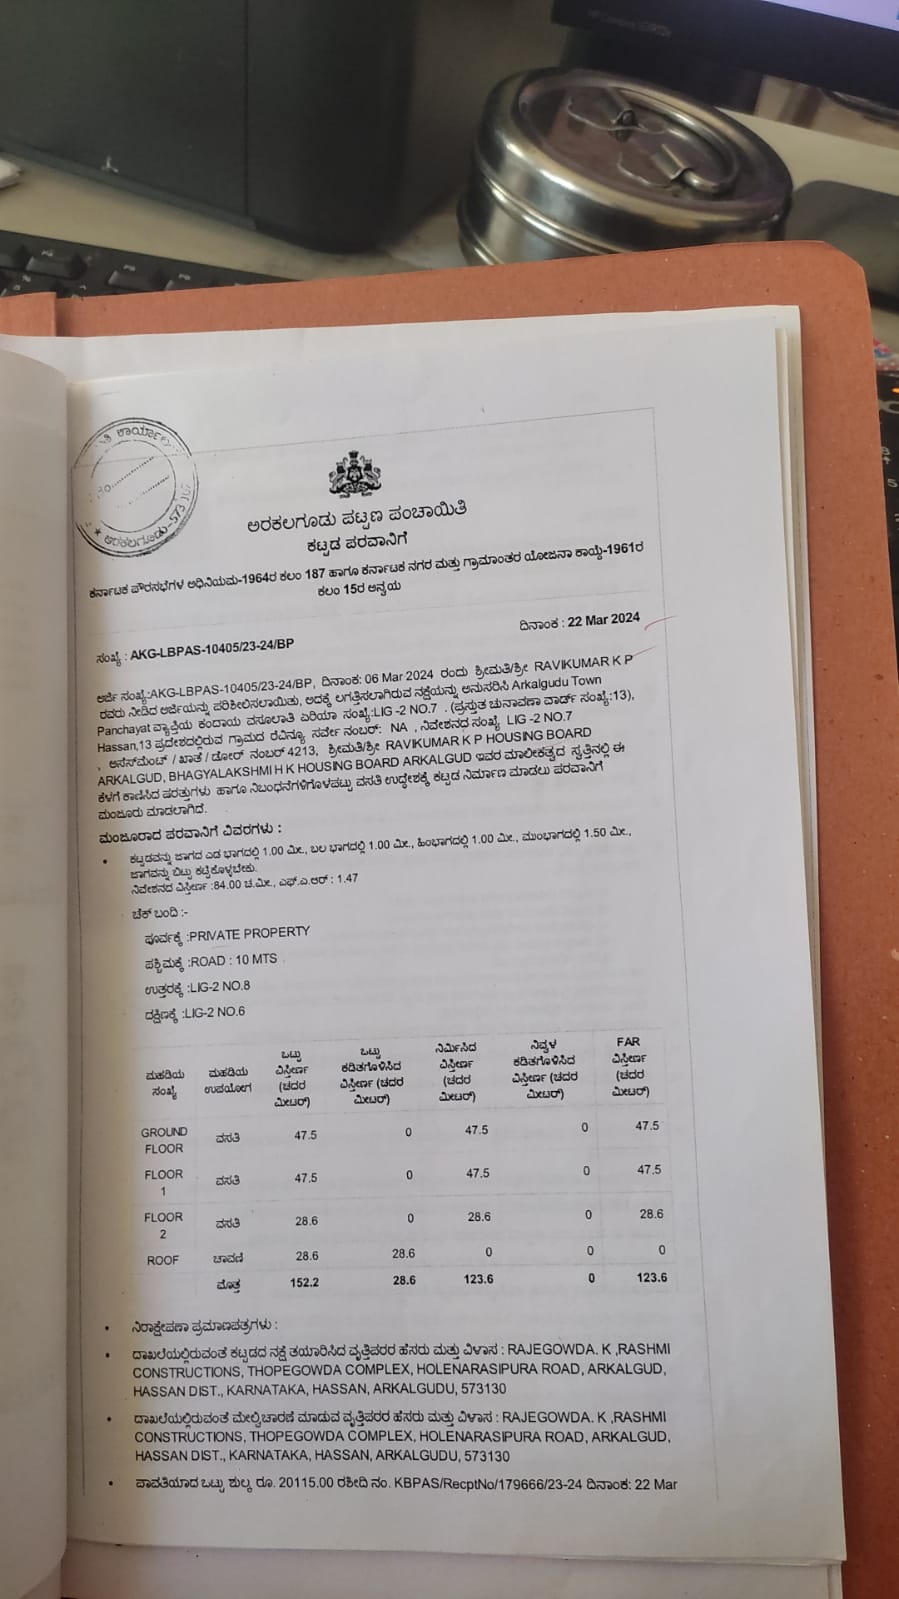 ಅರಕಲಗೂಡು-573 102
ಅರಕಲಗೂಡು ಪಟ್ಟಣ ಪಂಚಾಯಿತಿ
ಕಟ್ಟಡ ಪರವಾನಿಗೆ
ಕರ್ನಾಟಕ ಪೌರಸಭೆಗಳ ಅಧಿನಿಯಮ-1964ರ ಕಲಂ 187 ಹಾಗೂ ಕರ್ನಾಟಕ ನಗರ ಮತ್ತು ಗ್ರಾಮಾಂತರ ಯೋಜನಾ ಕಾಯ್ದೆ-1961ರ
ಕಲಂ 15ರ ಅನ್ವಯ
ದಿನಾಂಕ : 22 Mar 2024
ಸಂಖ್ಯೆ : AKG-LBPAS-10405/23-24/BP
ಅರ್ಜಿ ಸಂಖ್ಯೆ:AKG-LBPAS-10405/23-24/BP, ದಿನಾಂಕ: 06 Mar 2024 ರಂದು ಶ್ರೀಮತಿ/ಶ್ರೀ RAVIKUMAR K P
ರವರು ನೀಡಿದ ಅರ್ಜಿಯನ್ನು ಪರಿಶೀಲಿಸಲಾಯಿತು, ಅದಕ್ಕೆ ಲಗತ್ತಿಸಲಾಗಿರುವ ನಕ್ಷೆಯನ್ನು ಅನುಸರಿಸಿ Arkalgudu Town
Panchayat ವ್ಯಾಪ್ತಿಯ ಕಂದಾಯ ವಸೂಲಾತಿ ಏರಿಯಾ ಸಂಖ್ಯೆ:LIG -2 NO.7 . (ಪ್ರಸ್ತುತ ಚುನಾವಣಾ ವಾರ್ಡ್ ಸಂಖ್ಯೆ:13),
Hassan,13 ಪ್ರದೇಶದಲ್ಲಿರುವ ಗ್ರಾಮದ ರೆವಿನ್ಯೂ ಸರ್ವೇ ನಂಬರ್: NA , ನಿವೇಶನದ ಸಂಖ್ಯೆ LIG -2 NO.7
, ಅಸೆಸ್‌ಮೆಂಟ್ / ಖಾತೆ / ಡೋರ್ ನಂಬರ್ 4213, ಶ್ರೀಮತಿ/ಶ್ರೀ RAVIKUMAR K P HOUSING BOARD
ARKALGUD, BHAGYALAKSHMI H K HOUSING BOARD ARKALGUD ಇವರ ಮಾಲೀಕತ್ವದ ಸ್ವತ್ತಿನಲ್ಲಿ ಈ
ಕೆಳಗೆ ಕಾಣಿಸಿದ ಷರತ್ತುಗಳು ಹಾಗೂ ನಿಬಂಧನೆಗಳಿಗೊಳಪಟ್ಟು ವಸತಿ ಉದ್ದೇಶಕ್ಕೆ ಕಟ್ಟಡ ನಿರ್ಮಾಣ ಮಾಡಲು ಪರವಾನಿಗೆ
ಮಂಜೂರು ಮಾಡಲಾಗಿದೆ.
ಮಂಜೂರಾದ ಪರವಾನಿಗೆ ವಿವರಗಳು :
• ಕಟ್ಟಡವನ್ನು ಜಾಗದ ಎಡ ಭಾಗದಲ್ಲಿ 1.00 ಮೀ., ಬಲ ಭಾಗದಲ್ಲಿ 1.00 ಮೀ., ಹಿಂಭಾಗದಲ್ಲಿ 1.00 ಮೀ., ಮುಂಭಾಗದಲ್ಲಿ 1.50 ಮೀ.,
ಜಾಗವನ್ನು ಬಿಟ್ಟು ಕಟ್ಟಿಕೊಳ್ಳಬೇಕು.
ನಿವೇಶನದ ವಿಸ್ತೀರ್ಣ :84.00 ಚ.ಮೀ., ಎಫ್.ಎ.ಆರ್ : 1.47
ಚೆಕ್ ಬಂದಿ :-
ಪೂರ್ವಕ್ಕೆ :PRIVATE PROPERTY
ಪಶ್ಚಿಮಕ್ಕೆ :ROAD : 10 MTS
ಉತ್ತರಕ್ಕೆ :LIG-2 NO.8
ದಕ್ಷಿಣಕ್ಕೆ :LIG-2 NO.6
ಮಹಡಿಯ ಸಂಖ್ಯೆ ಮಹಡಿಯ ಉಪಯೋಗ ಒಟ್ಟು ವಿಸ್ತೀರ್ಣ (ಚದರ ಮೀಟರ್) ಒಟ್ಟು ಕಡಿತಗೊಳಿಸಿದ ವಿಸ್ತೀರ್ಣ (ಚದರ ಮೀಟರ್) ನಿರ್ಮಿಸಿದ ವಿಸ್ತೀರ್ಣ (ಚದರ ಮೀಟರ್) ನಿವ್ವಳ ಕಡಿತಗೊಳಿಸಿದ ವಿಸ್ತೀರ್ಣ (ಚದರ ಮೀಟರ್) FAR ವಿಸ್ತೀರ್ಣ (ಚದರ ಮೀಟರ್)
GROUND FLOOR ವಸತಿ 47.5 0 47.5 0 47.5
FLOOR 1 ವಸತಿ 47.5 0 47.5 0 47.5
FLOOR 2 ವಸತಿ 28.6 0 28.6 0 28.6
ROOF ಚಾವಣಿ 28.6 28.6 0 0 0
ಮೊತ್ತ 152.2 28.6 123.6 0 123.6
• ನಿರಾಕ್ಷೇಪಣಾ ಪ್ರಮಾಣಪತ್ರಗಳು :
• ದಾಖಲೆಯಲ್ಲಿರುವಂತೆ ಕಟ್ಟಡದ ನಕ್ಷೆ ತಯಾರಿಸಿದ ವೃತ್ತಿಪರರ ಹೆಸರು ಮತ್ತು ವಿಳಾಸ : RAJEGOWDA. K ,RASHMI
CONSTRUCTIONS, THOPEGOWDA COMPLEX, HOLENARASIPURA ROAD, ARKALGUD,
HASSAN DIST., KARNATAKA, HASSAN, ARKALGUDU, 573130
• ದಾಖಲೆಯಲ್ಲಿರುವಂತೆ ಮೇಲ್ವಿಚಾರಣೆ ಮಾಡುವ ವೃತ್ತಿಪರರ ಹೆಸರು ಮತ್ತು ವಿಳಾಸ : RAJEGOWDA. K ,RASHMI
CONSTRUCTIONS, THOPEGOWDA COMPLEX, HOLENARASIPURA ROAD, ARKALGUD,
HASSAN DIST., KARNATAKA, HASSAN, ARKALGUDU, 573130
• ಪಾವತಿಯಾದ ಒಟ್ಟು ಶುಲ್ಕ ರೂ. 20115.00 ರಶೀದಿ ನಂ. KBPAS/RecptNo/179666/23-24 ದಿನಾಂಕ: 22 Mar